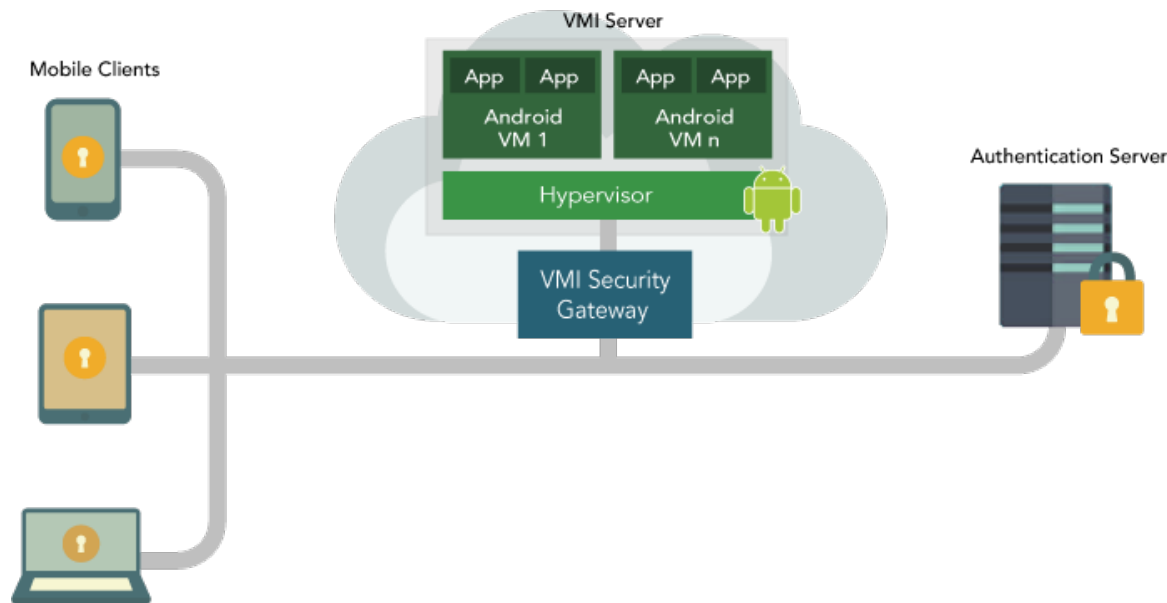 VMI Server
Mobile Clients
App App App App
Android Android
VM 1 VM n
Authentication Server
Hypervisor
VMI Security
Gateway